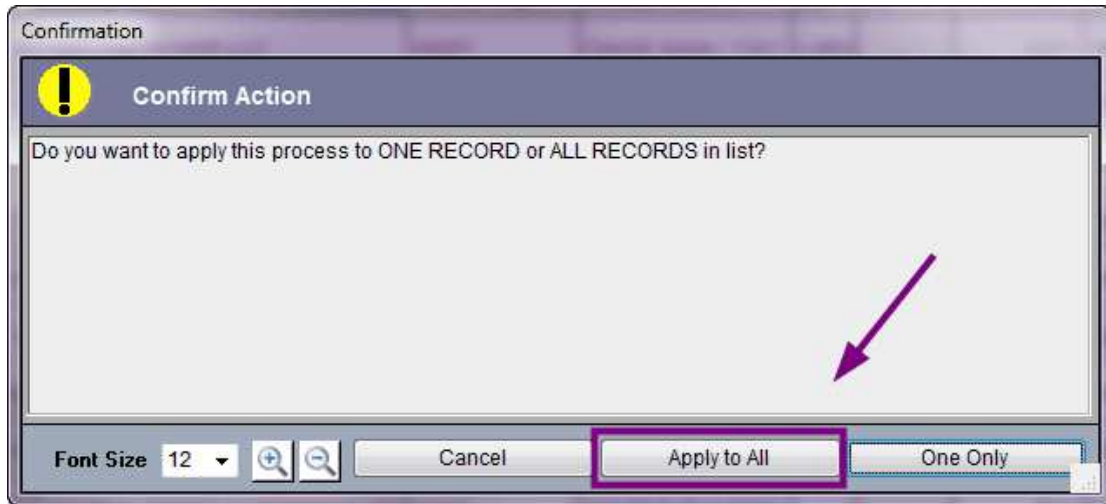 Confirmation
Confirm Action
Do you want to apply this process to ONE RECORD or ALL RECORDS in list?
Font Size 12 Cancel Apply to All One Only